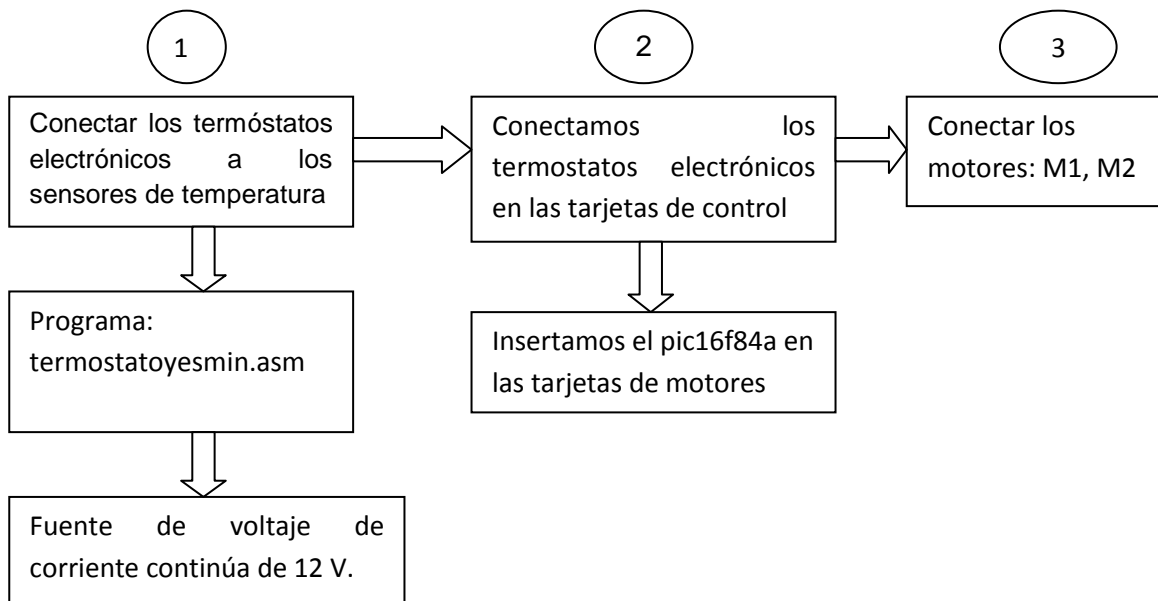 1
2
3
Conectar los termóstatos
electrónicos a los
sensores de temperatura
Conectamos los
termostatos electrónicos
en las tarjetas de control
Conectar los
motores: M1, M2
Programa:
termostatoyesmin.asm
Insertamos el pic16f84a en
las tarjetas de motores
Fuente de voltaje de
corriente continúa de 12 V.